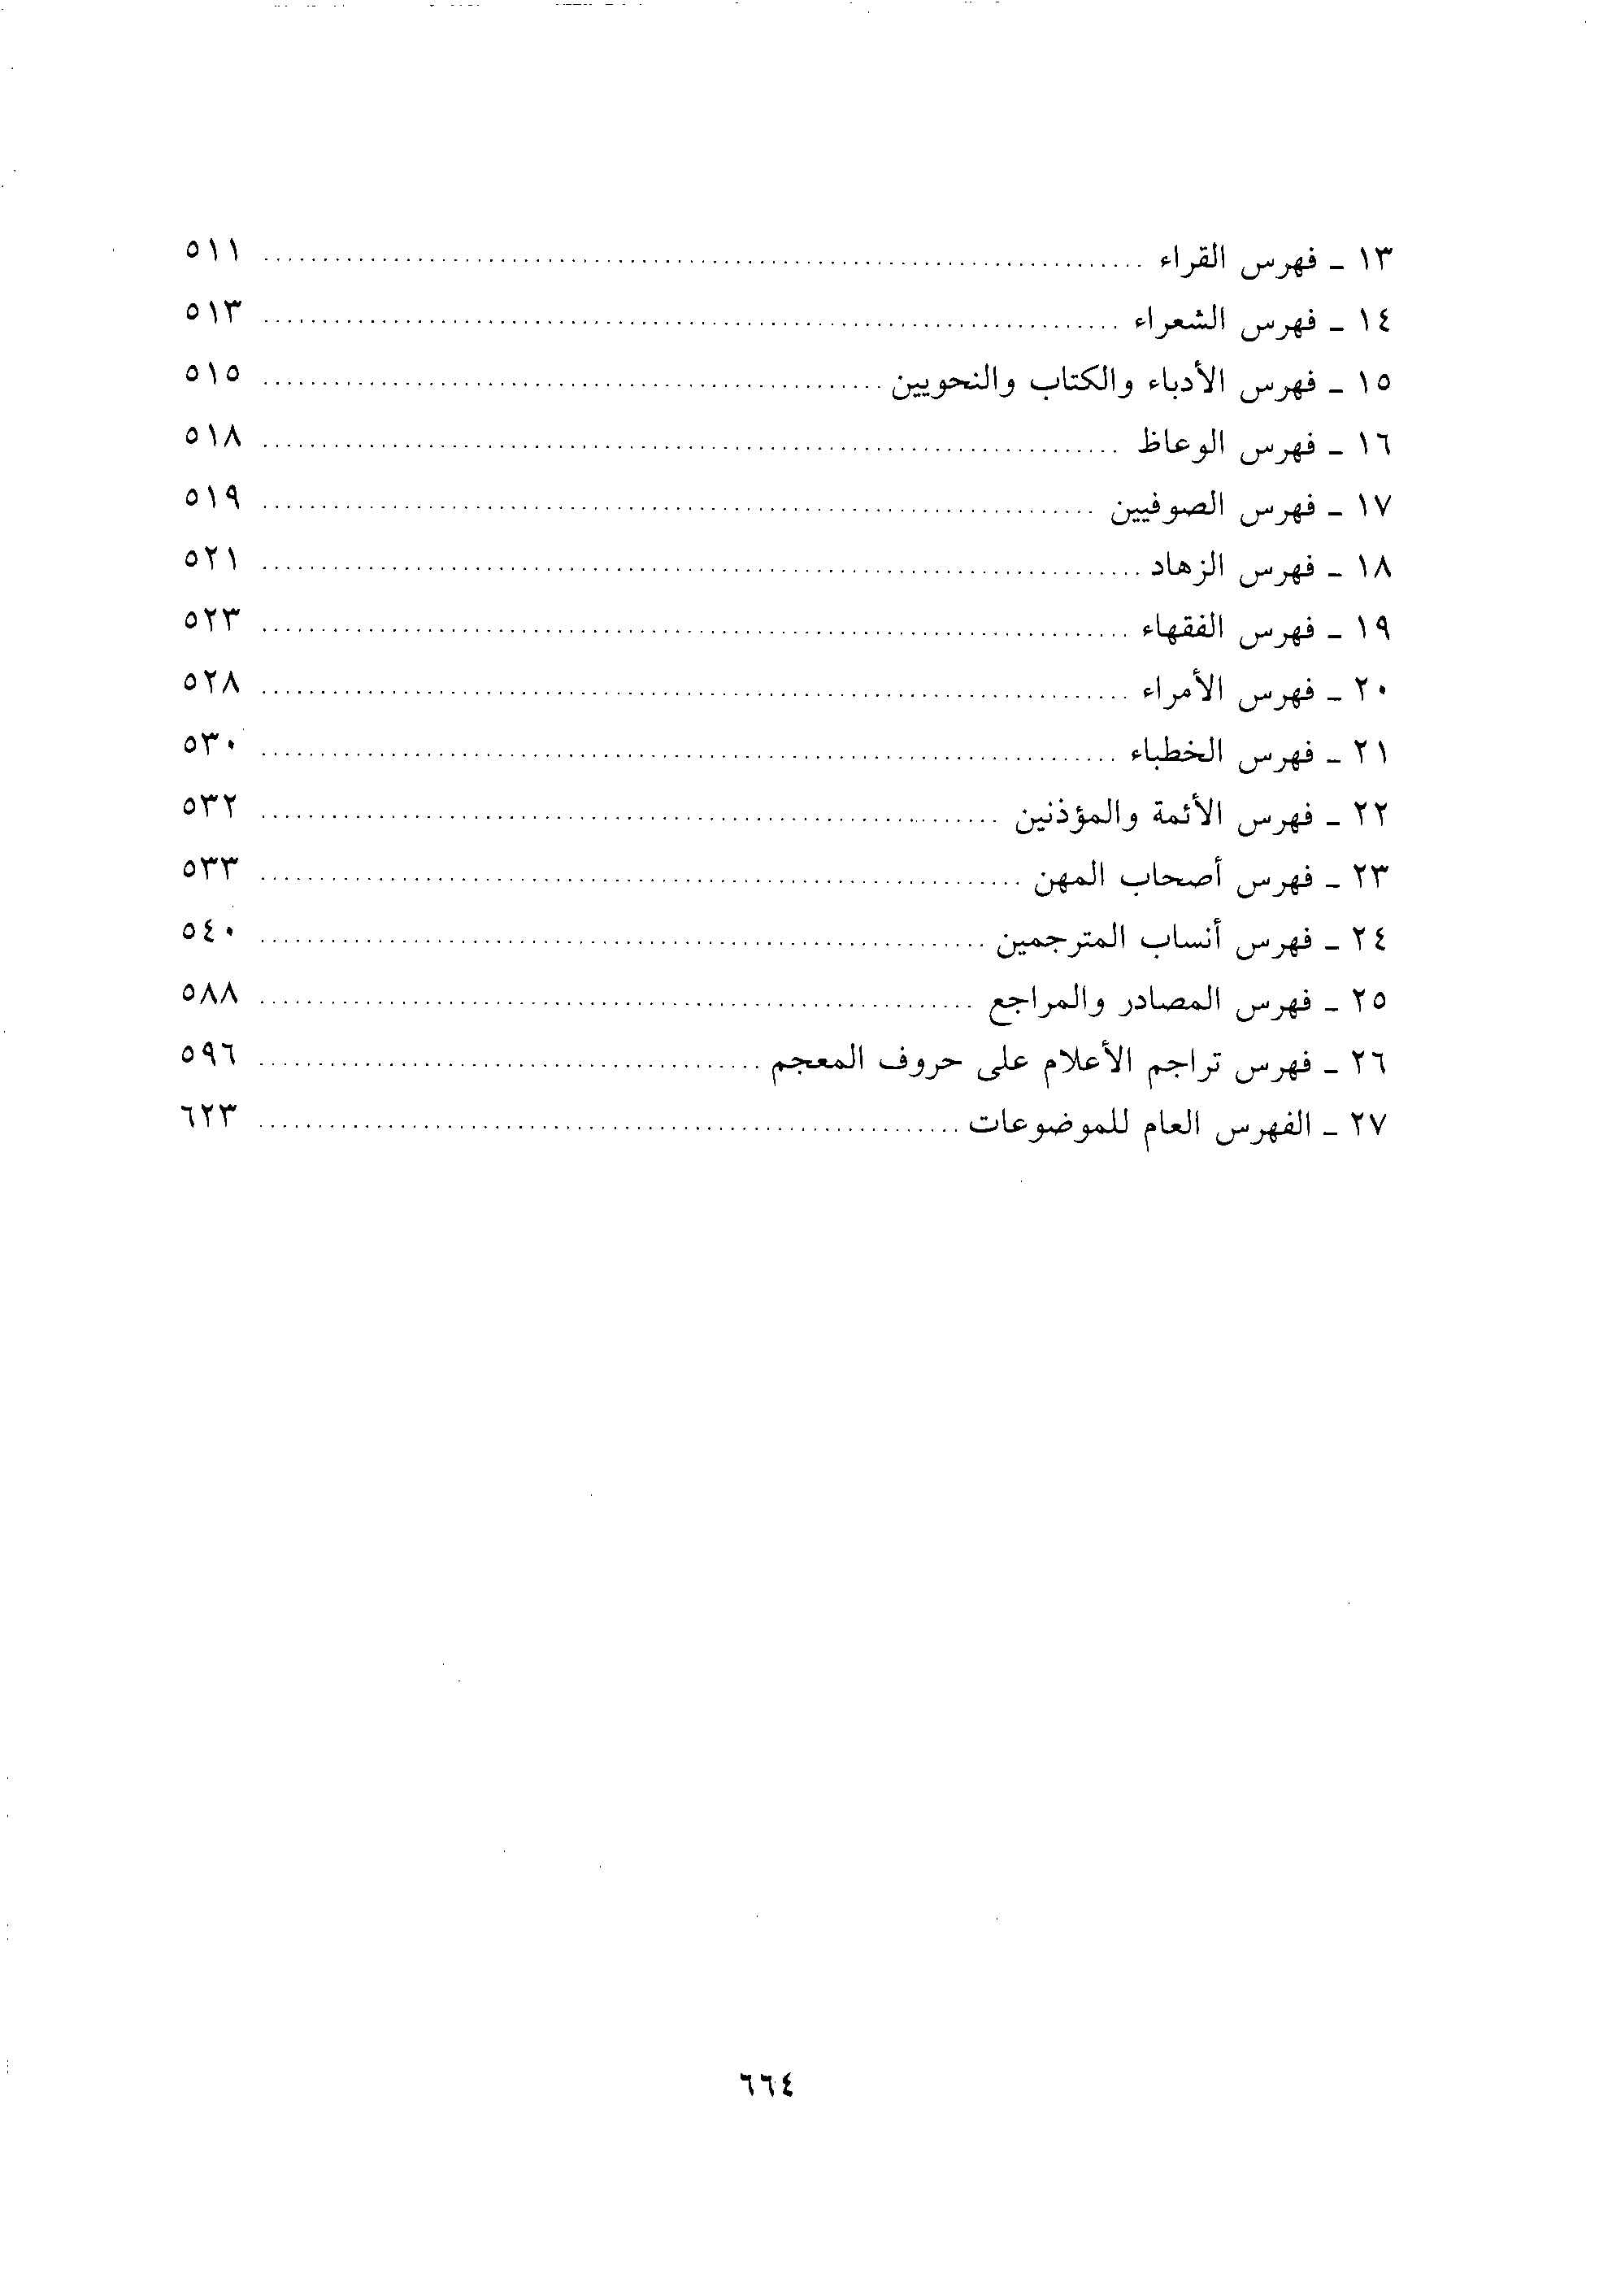 ١٣ ـ فهرس القراء ........ ٥١١
١٤ ـ فهرس الشعراء ........ ٥١٣
١٥ ـ فهرس الأدباء والكتاب والنحويين ........ ٥١٥
١٦ ـ فهرس الوعاظ ........ ٥١٨
١٧ ـ فهرس الصوفيين ........ ٥١٩
١٨ ـ فهرس الزهاد ........ ٥٢١
١٩ ـ فهرس الفقهاء ........ ٥٢٣
٢٠ ـ فهرس الأمراء ........ ٥٢٨
٢١ ـ فهرس الخطباء ........ ٥٣٠
٢٢ ـ فهرس الأئمة والمؤذنين ........ ٥٣٢
٢٣ ـ فهرس أصحاب المهن ........ ٥٣٣
٢٤ ـ فهرس أنساب المترجمين ........ ٥٤٠
٢٥ ـ فهرس المصادر والمراجع ........ ٥٨٨
٢٦ ـ فهرس تراجم الأعلام على حروف المعجم ........ ٥٩٦
٢٧ ـ الفهرس العام للموضوعات ........ ٦٢٣
٦٦٤